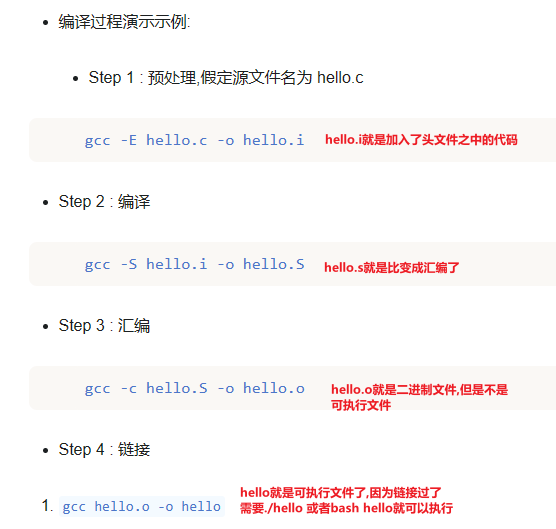 编译过程演示示例:
Step 1 : 预处理,假定源文件名为 hello.c
gcc -E hello.c -o hello.i
hello.i就是加入了头文件之中的代码
Step 2 : 编译
gcc -S hello.i -o hello.S
hello.s就是比变成汇编了
Step 3 : 汇编
gcc -c hello.S -o hello.o
hello.o就是二进制文件,但是不是
可执行文件
Step 4 : 链接
1. gcc hello.o -o hello
hello就是可执行文件了,因为链接过了
需要./hello 或者bash hello就可以执行